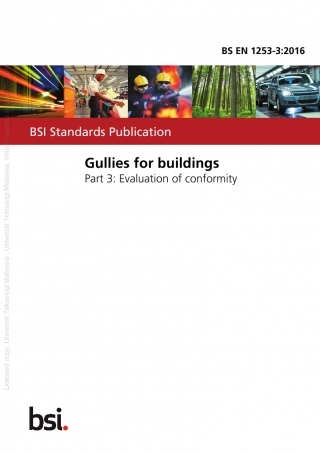 BS EN 1253-3:2016
BSI Standards Publication
Gullies for buildings
Part 3: Evaluation of conformity
Licensed copy: Universiti Teknologi Malaysia, Universiti Teknologi Malaysia, Version
bsi.